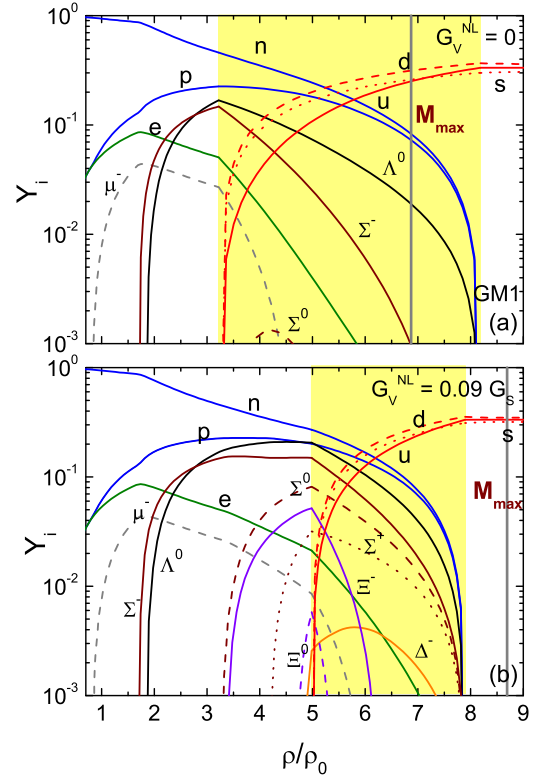 n
d
G_V^NL = 0
p
u
s
10^0
10^-1
10^-2
10^-3
e
M_max
μ^-
Λ^0
Y_i
Σ^-
Σ^0
GM1
(a)
10^0
10^-1
10^-2
10^-3
n
d
G_V^NL = 0.09 G_S
p
u
s
Σ^0
M_max
μ^-
e
Σ^+
Y_i
Λ^0
Ξ^-
Σ^-
Ξ^0
Δ^-
(b)
1 2 3 4 5 6 7 8 9
ρ/ρ_0